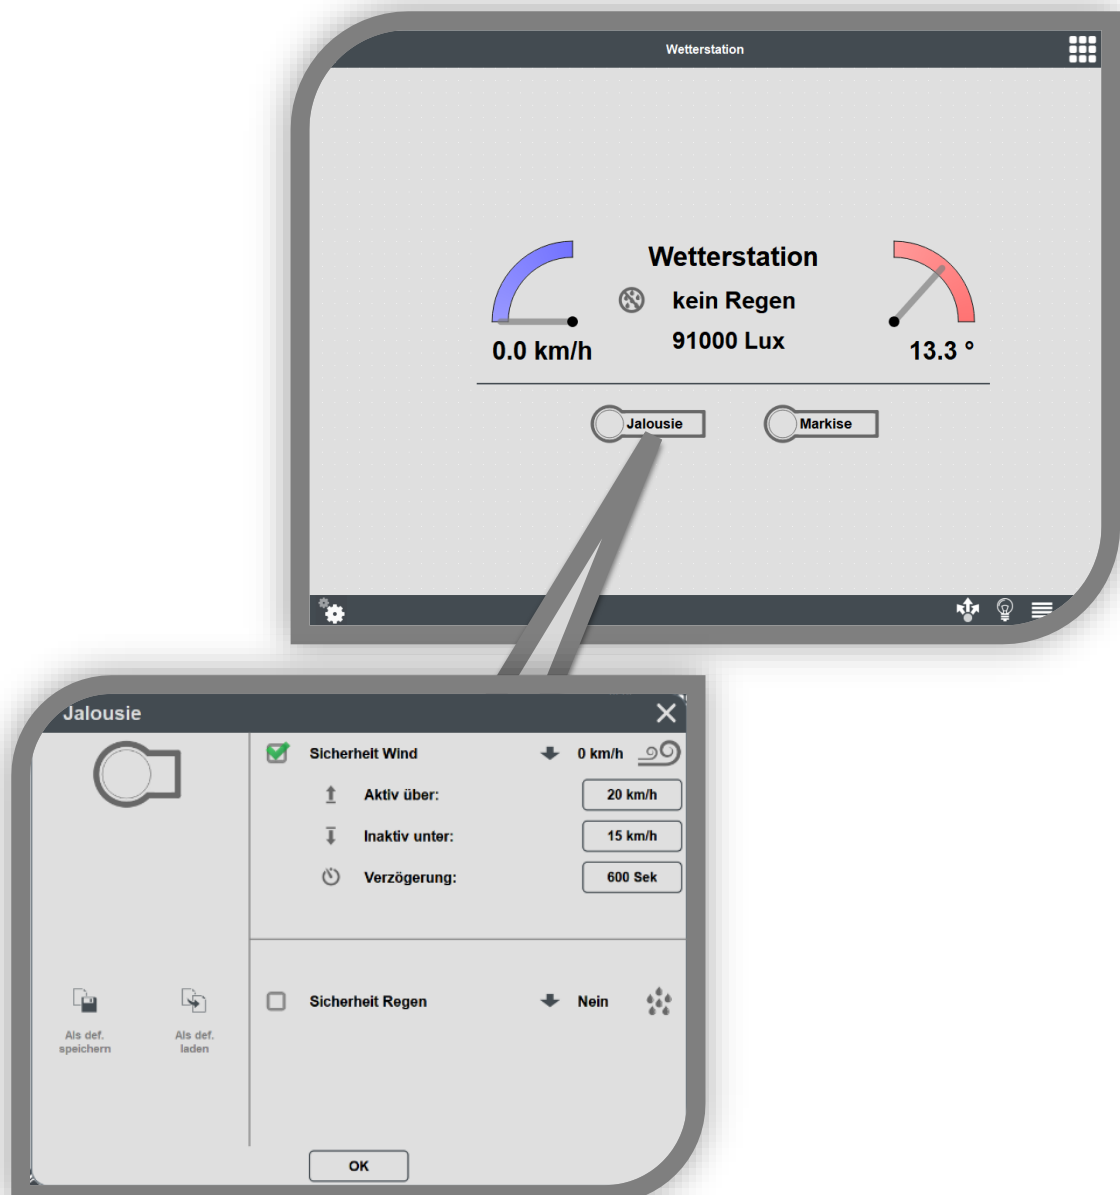 Wetterstation
Wetterstation
kein Regen
91000 Lux
0.0 km/h
13.3 °
Jalousie
Markise
Jalousie
Sicherheit Wind
0 km/h
Aktiv über:
20 km/h
Inaktiv unter:
15 km/h
Verzögerung:
600 Sek
Sicherheit Regen
Nein
Als def.
speichern
Als def.
laden
OK